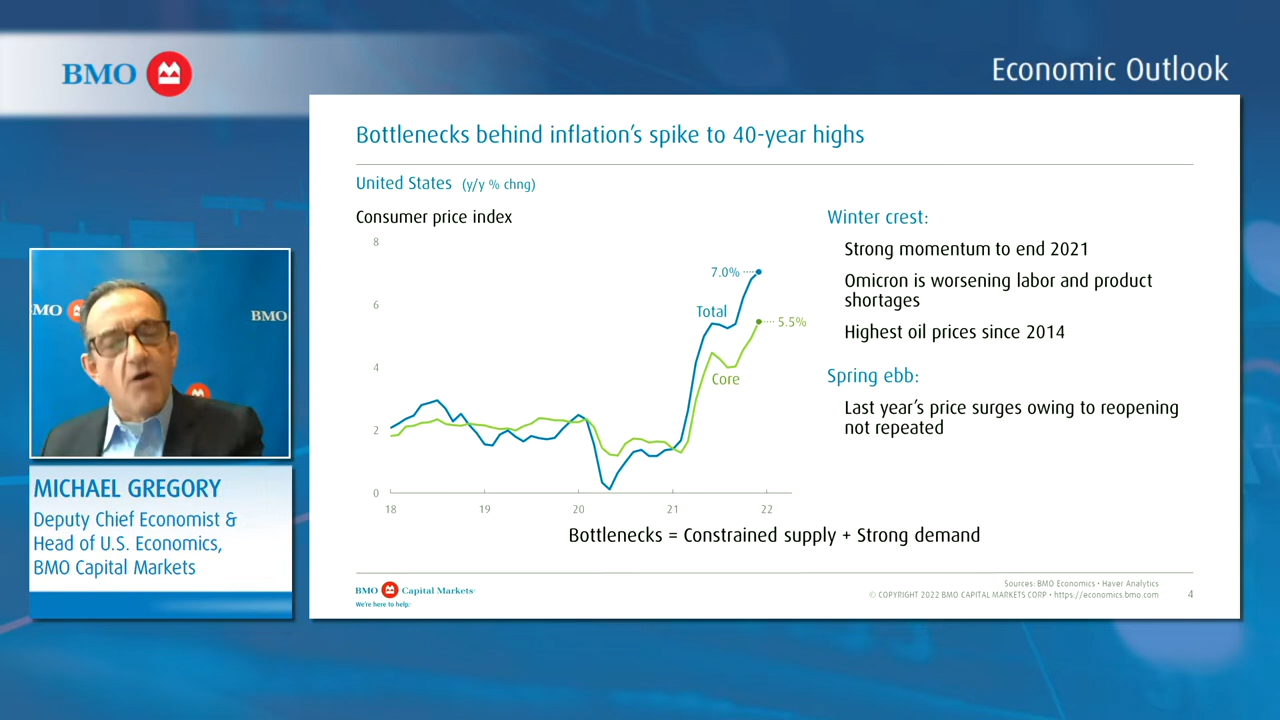 BMO
Economic Outlook
Bottlenecks behind inflation's spike to 40-year highs
United States (y/y % chng)
Consumer price index
8
6
4
2
0
18
19
20
21
22
7.0%
Total
5.5%
Core
Winter crest:
Strong momentum to end 2021
Omicron is worsening labor and product
shortages
Highest oil prices since 2014
Spring ebb:
Last year's price surges owing to reopening
not repeated
Bottlenecks = Constrained supply + Strong demand
BMO Capital Markets
We're here to help.
Sources: BMO Economics • Haver Analytics
© COPYRIGHT 2022 BMO CAPITAL MARKETS CORP • https://economics.bmo.com
4
MO
BMO
MICHAEL GREGORY
Deputy Chief Economist &
Head of U.S. Economics,
BMO Capital Markets